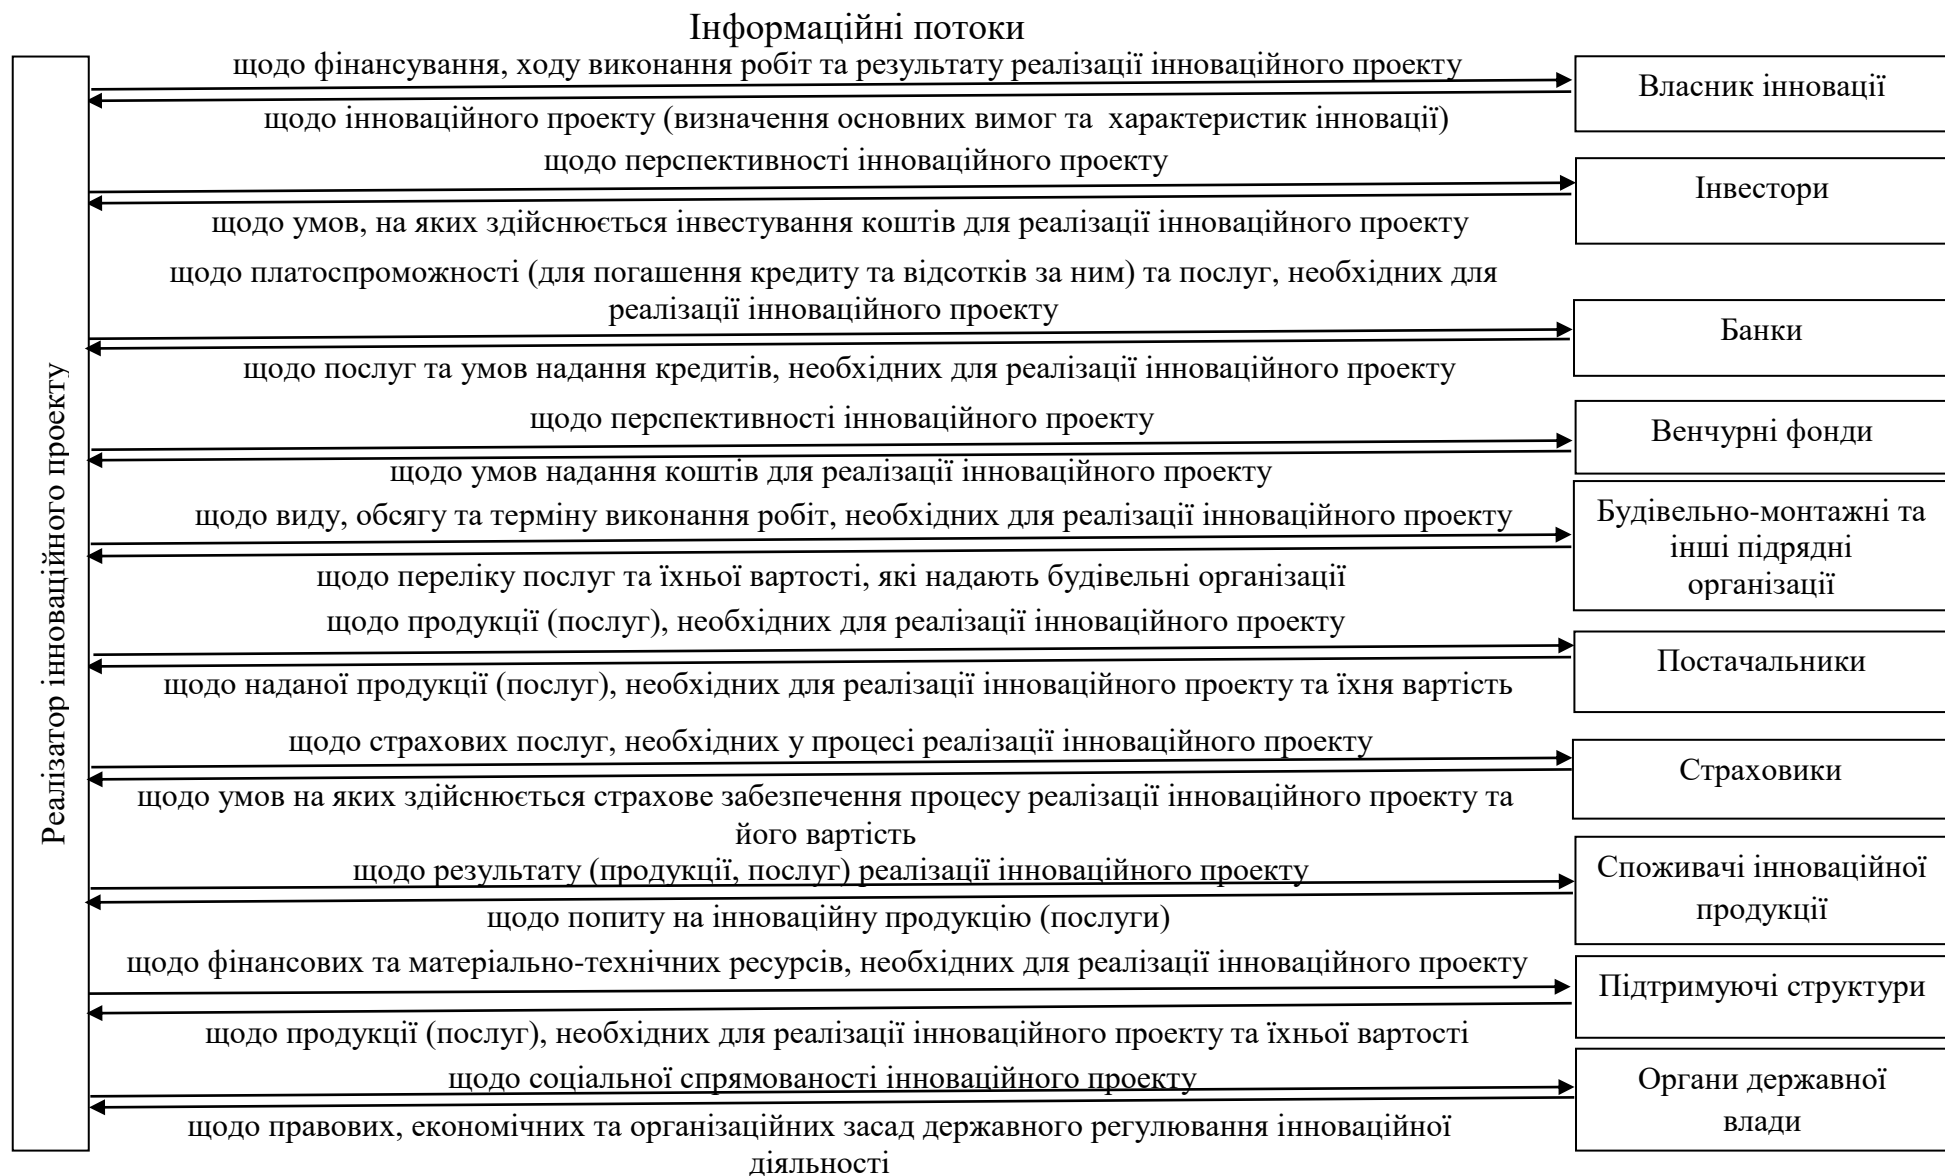 Інформаційні потоки
Реалізатор інноваційного проекту
щодо фінансування, ходу виконання робіт та результату реалізації інноваційного проекту
Власник інновації
щодо інноваційного проекту (визначення основних вимог та характеристик інновації)
щодо перспективності інноваційного проекту
Інвестори
щодо умов, на яких здійснюється інвестування коштів для реалізації інноваційного проекту
щодо платоспроможності (для погашення кредиту та відсотків за ним) та послуг, необхідних для
реалізації інноваційного проекту
Банки
щодо послуг та умов надання кредитів, необхідних для реалізації інноваційного проекту
щодо перспективності інноваційного проекту
Венчурні фонди
щодо умов надання коштів для реалізації інноваційного проекту
щодо виду, обсягу та терміну виконання робіт, необхідних для реалізації інноваційного проекту
Будівельно-монтажні та
інші підрядні
організації
щодо переліку послуг та їхньої вартості, які надають будівельні організації
щодо продукції (послуг), необхідних для реалізації інноваційного проекту
Постачальники
щодо наданої продукції (послуг), необхідних для реалізації інноваційного проекту та їхня вартість
щодо страхових послуг, необхідних у процесі реалізації інноваційного проекту
Страховики
щодо умов на яких здійснюється страхове забезпечення процесу реалізації інноваційного проекту та
його вартість
щодо результату (продукції, послуг) реалізації інноваційного проекту
Споживачі інноваційної
продукції
щодо попиту на інноваційну продукцію (послуги)
щодо фінансових та матеріально-технічних ресурсів, необхідних для реалізації інноваційного проекту
Підтримуючі структури
щодо продукції (послуг), необхідних для реалізації інноваційного проекту та їхньої вартості
щодо соціальної спрямованості інноваційного проекту
Органи державної
влади
щодо правових, економічних та організаційних засад державного регулювання інноваційної
діяльності